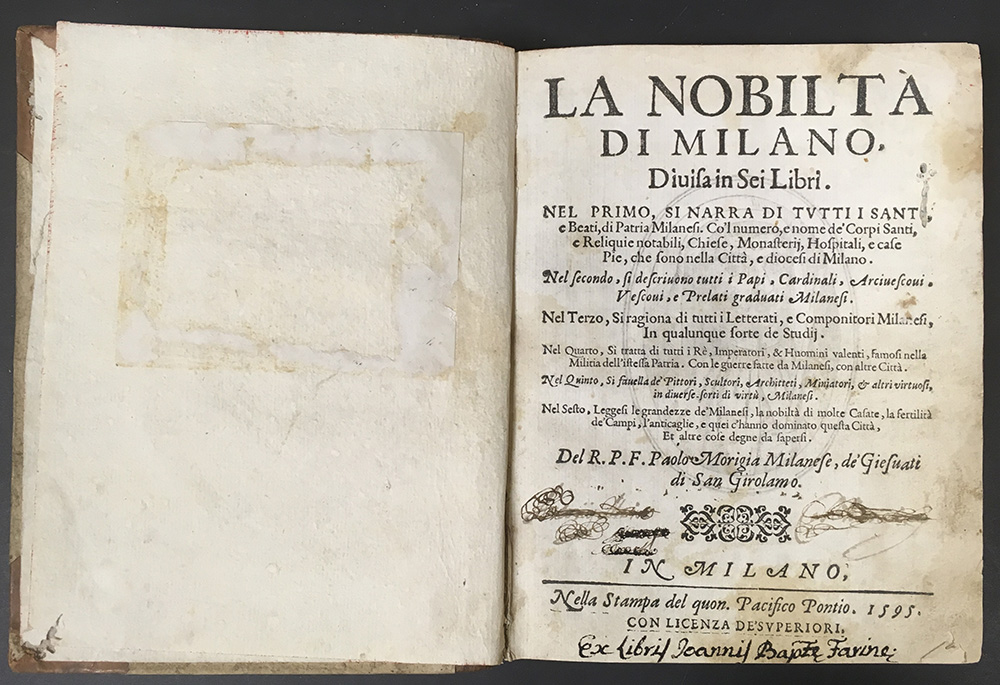 LA NOBILTÀ
DI MILANO.
Diuiſa in Sei Libri.
NEL PRIMO, SI NARRA DI TVTTI I SANTI,
e Beati, di Patria Milaneſi. Co'l numero, e nome de' Corpi Santi,
e Reliquie notabili, Chieſe, Monaſterij, Hoſpitali, e caſe
Pie, che ſono nella Città, e dioceſi di Milano.
Nel ſecondo, ſi deſcriuono tutti i Papi, Cardinali, Arciueſcoui,
Veſcoui, e Prelati graduati Milaneſi.
Nel Terzo, Si ragiona di tutti i Letterati, e Componitori Milaneſi,
In qualunque ſorte de Studij.
Nel Quarto, Si tratta di tutti i Rè, Imperatori, & Huomini valenti, famoſi nella
Militia dell'iſteſſa Patria. Con le guerre fatte da Milaneſi, con altre Città.
Nel Quinto, Si fauella de' Pittori, Scultori, Architteti, Miniatori, & altri virtuoſi,
in diuerſe ſorti di virtù, Milaneſi.
Nel Seſto, Leggeſi le grandezze de' Milaneſi, la nobiltà di molte Caſate, la fertilità
de' Campi, l'anticaglie, e quei c'hanno dominato queſta Città,
Et altre coſe degne da ſaperſi.
Del R. P. F. Paolo Morigia Milaneſe, de' Gieſuati
di San Girolamo.
IN MILANO,
Nella Stampa del quon. Pacifico Pontio. 1595.
CON LICENZA DE' SVPERIORI.
Ex Libriſ Joanniſ Farinę